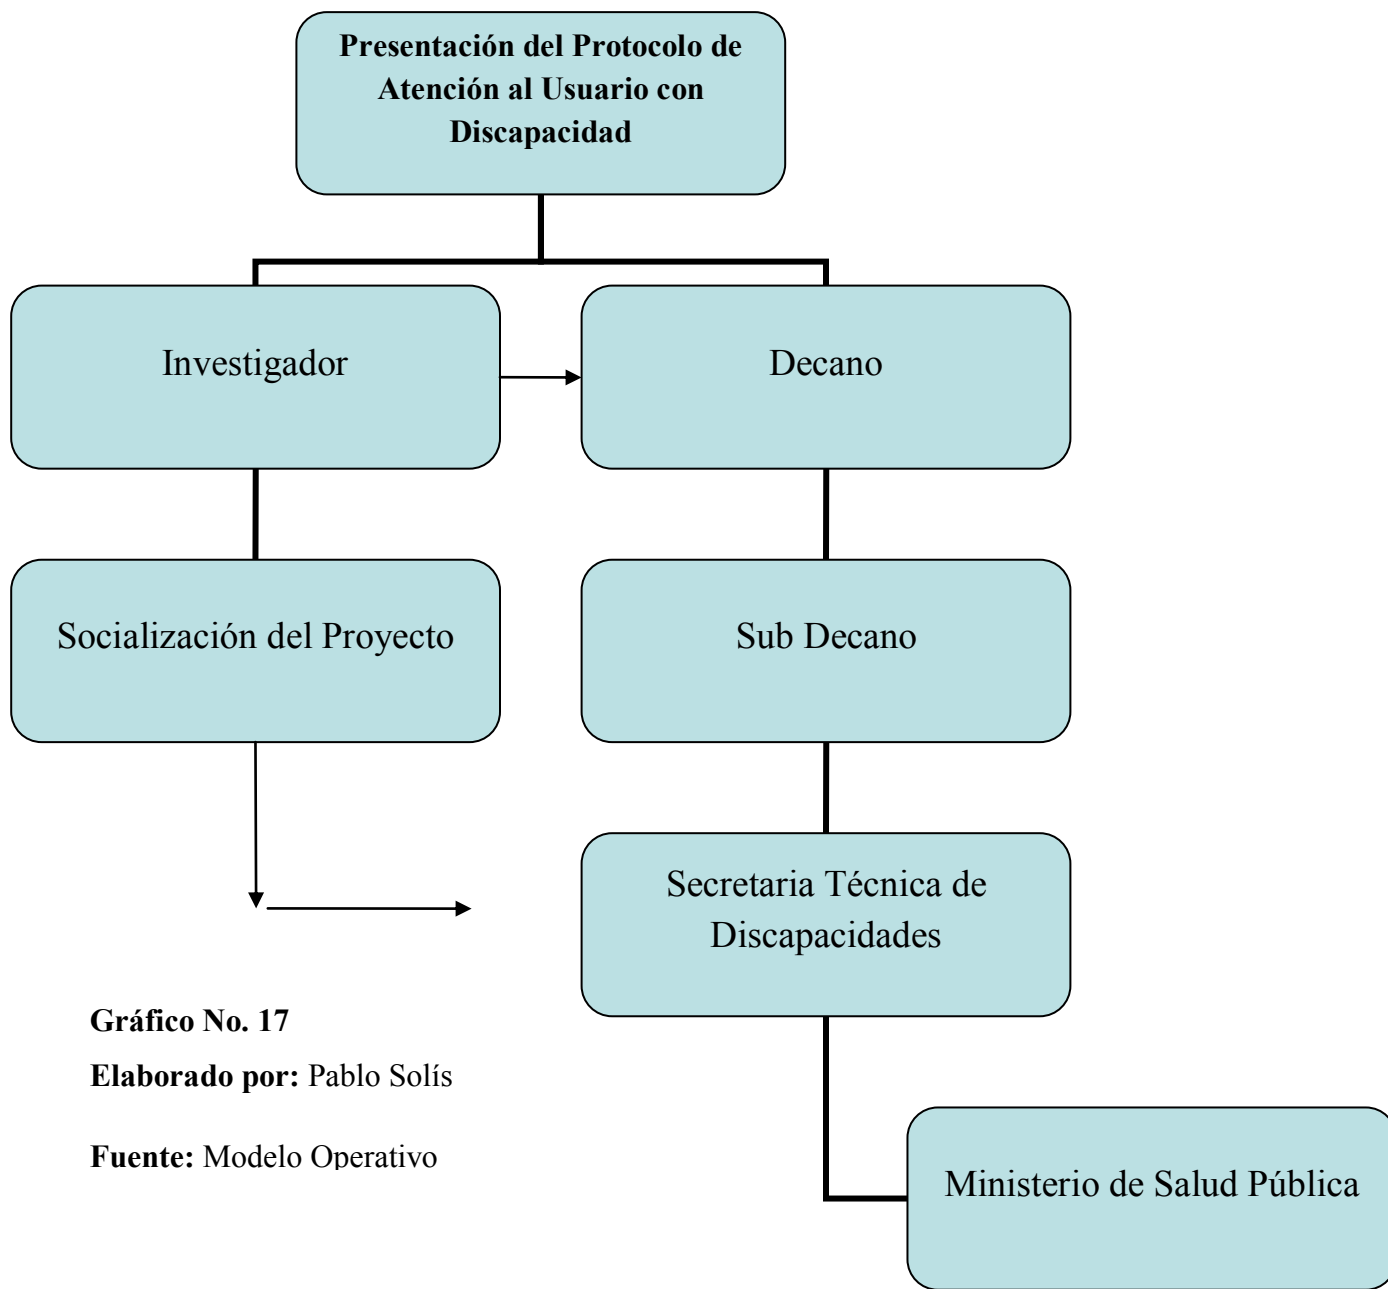 Presentación del Protocolo de
Atención al Usuario con
Discapacidad
Investigador
Decano
Socialización del Proyecto
Sub Decano
Secretaria Técnica de
Discapacidades
Gráfico No. 17
Elaborado por: Pablo Solís
Fuente: Modelo Operativo
Ministerio de Salud Pública